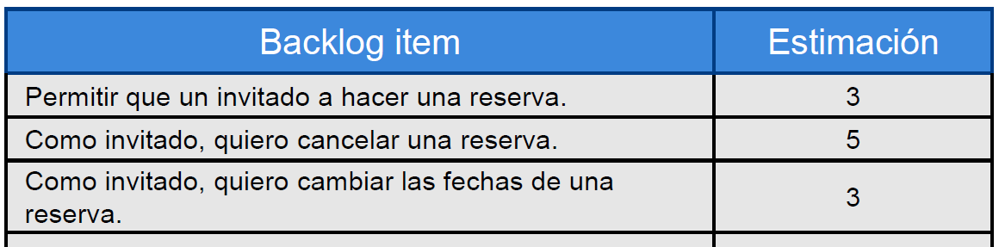 Backlog item Estimación
Permitir que un invitado a hacer una reserva. 3
Como invitado, quiero cancelar una reserva. 5
Como invitado, quiero cambiar las fechas de una
reserva. 3